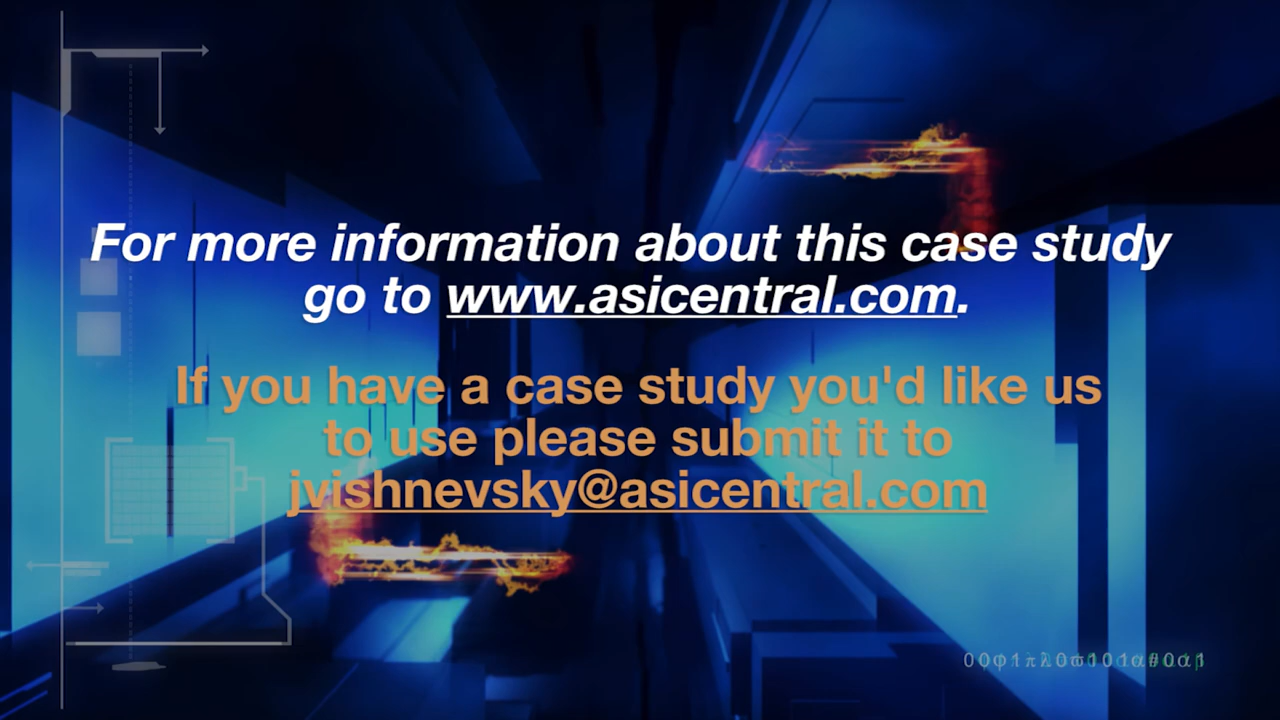 For more information about this case study
go to www.asicentral.com.
If you have a case study you'd like us
to use please submit it to
jvishnevsky@asicentral.com